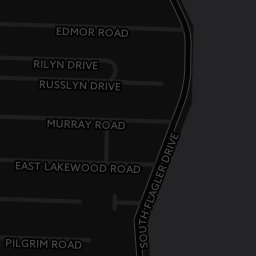 EDMOR ROAD
RILYN DRIVE
RUSSLYN DRIVE
MURRAY ROAD
EAST LAKEWOOD ROAD
SOUTH FLAGLER DRIVE
PILGRIM ROAD